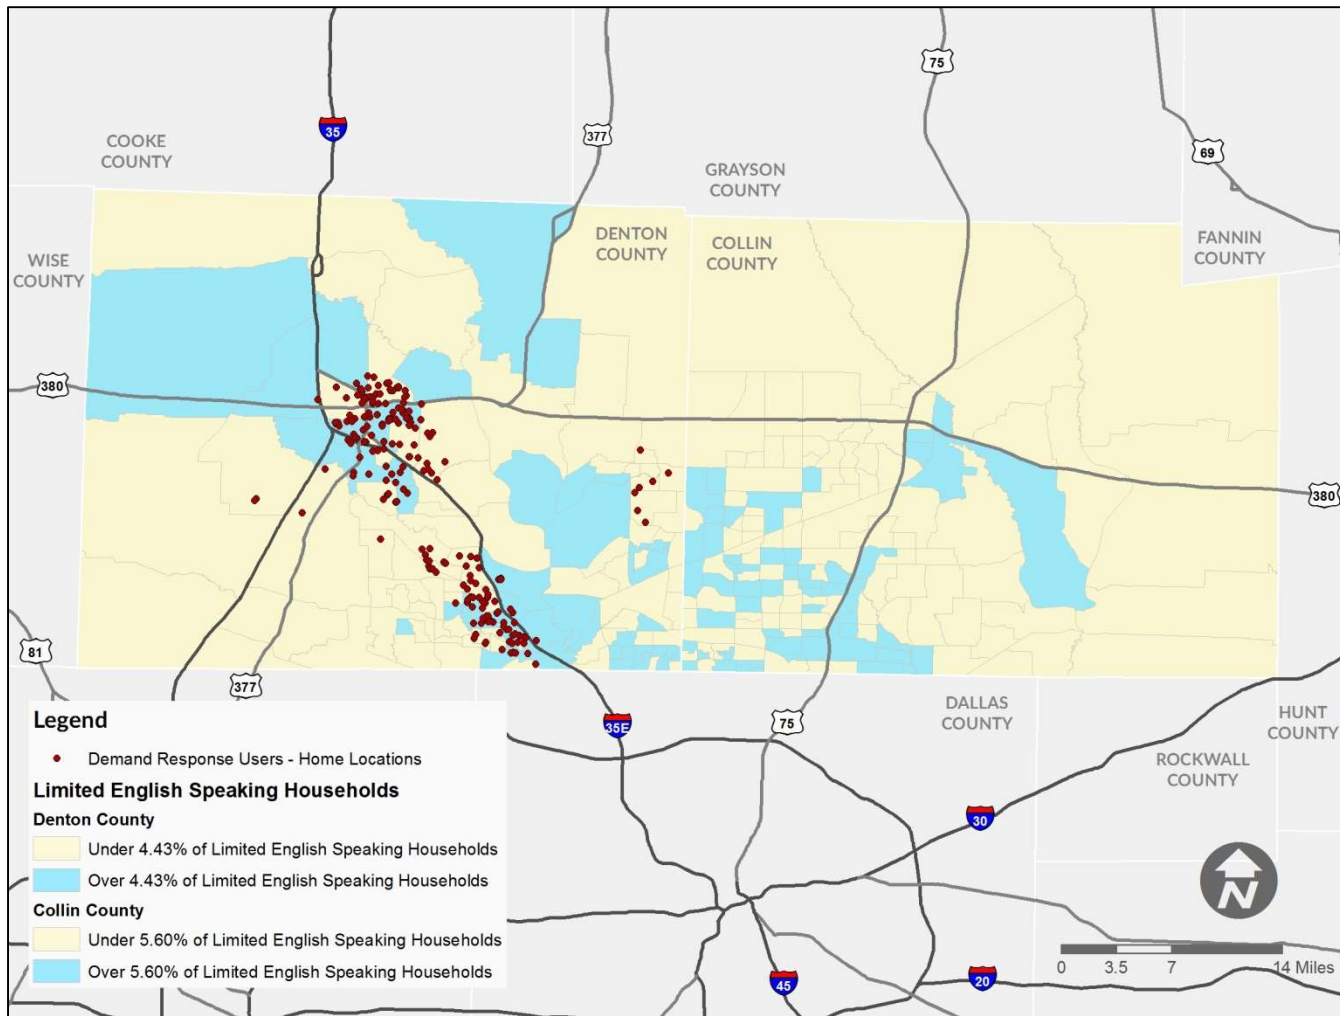 75
35
377
COOKE
COUNTY
69
GRAYSON
COUNTY
DENTON
COUNTY
COLLIN
COUNTY
FANNIN
COUNTY
WISE
COUNTY
380
380
81
377
35E
75
DALLAS
COUNTY
HUNT
COUNTY
ROCKWALL
COUNTY
30
45
20
Legend
Demand Response Users - Home Locations
Limited English Speaking Households
Denton County
Under 4.43% of Limited English Speaking Households
Over 4.43% of Limited English Speaking Households
Collin County
Under 5.60% of Limited English Speaking Households
Over 5.60% of Limited English Speaking Households
N
0 3.5 7 14 Miles